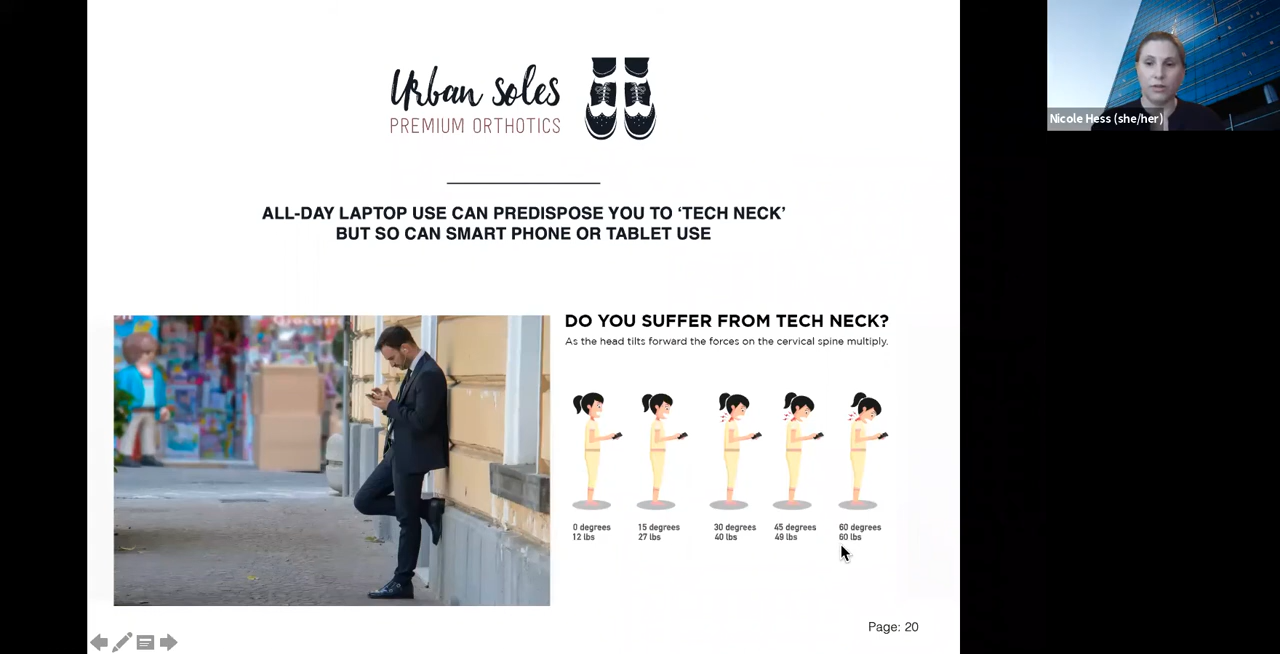 Urban soles
PREMIUM ORTHOTICS
ALL-DAY LAPTOP USE CAN PREDISPOSE YOU TO ‘TECH NECK’
BUT SO CAN SMART PHONE OR TABLET USE
DO YOU SUFFER FROM TECH NECK?
As the head tilts forward the forces on the cervical spine multiply.
0 degrees
12 lbs
15 degrees
27 lbs
30 degrees
40 lbs
45 degrees
49 lbs
60 degrees
60 lbs
Page: 20
Nicole Hess (she/her)